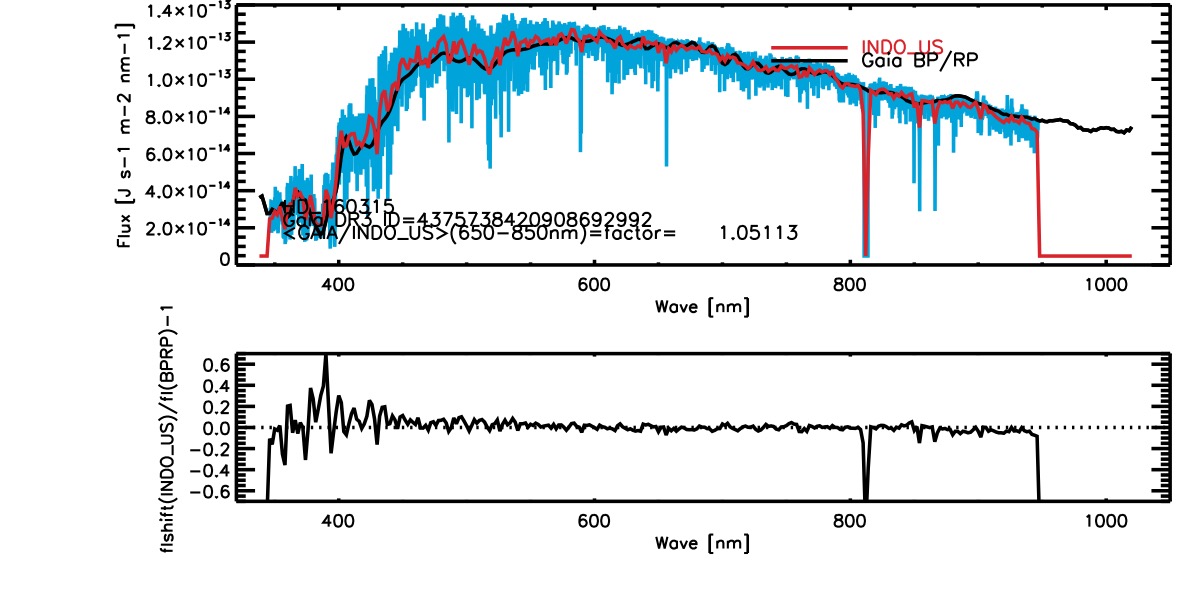 1.4×10⁻¹³
1.2×10⁻¹³
1.0×10⁻¹³
8.0×10⁻¹⁴
6.0×10⁻¹⁴
4.0×10⁻¹⁴
2.0×10⁻¹⁴
0
Flux [J s−1 m−2 nm−1]
INDO_US
Gaia BP/RP
HD_160315
Gaia DR3 ID=4375738420908692992
<GAIA/INDO_US>(650−850nm)=factor= 1.05113
400 600 800 1000
Wave [nm]
0.6
0.4
0.2
0.0
−0.2
−0.4
−0.6
flshift(INDO_US)/fl(BPRP)−1
400 600 800 1000
Wave [nm]